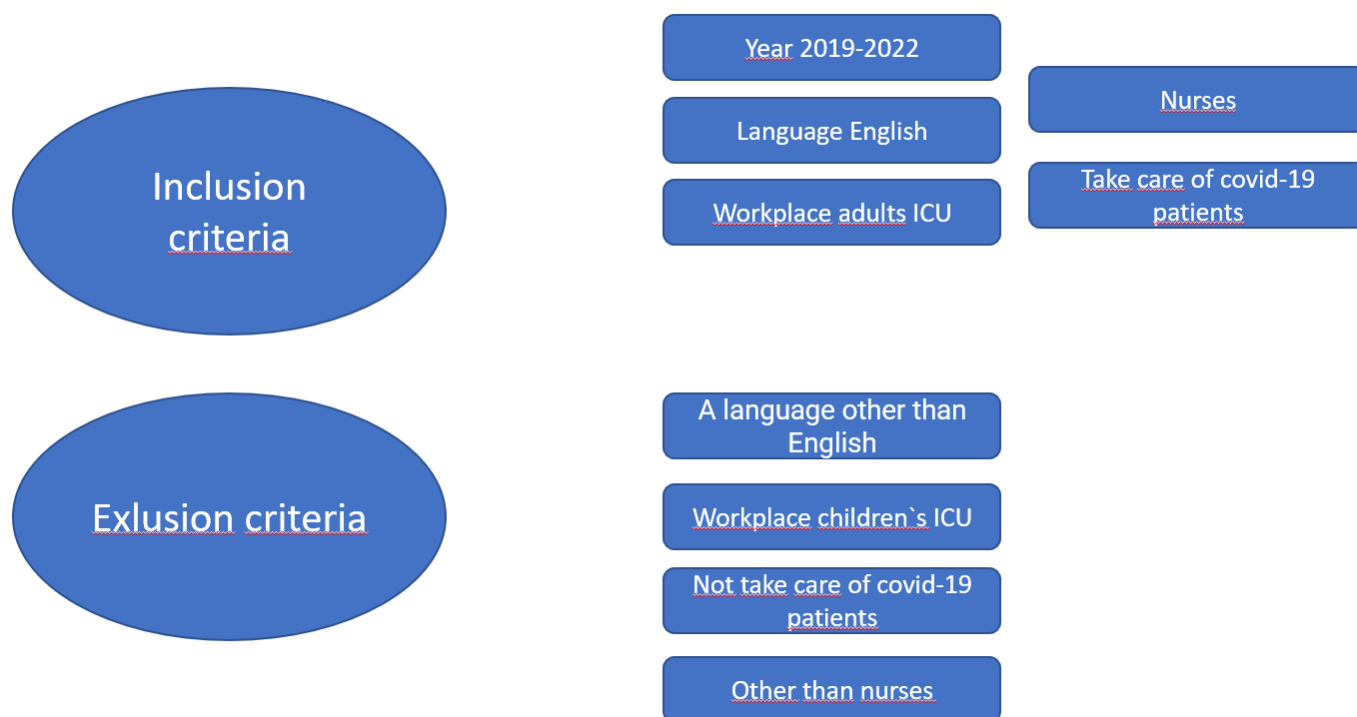 Inclusion
criteria
Year 2019-2022
Language English
Workplace adults ICU
Nurses
Take care of covid-19
patients
Exlusion criteria
A language other than
English
Workplace children`s ICU
Not take care of covid-19
patients
Other than nurses